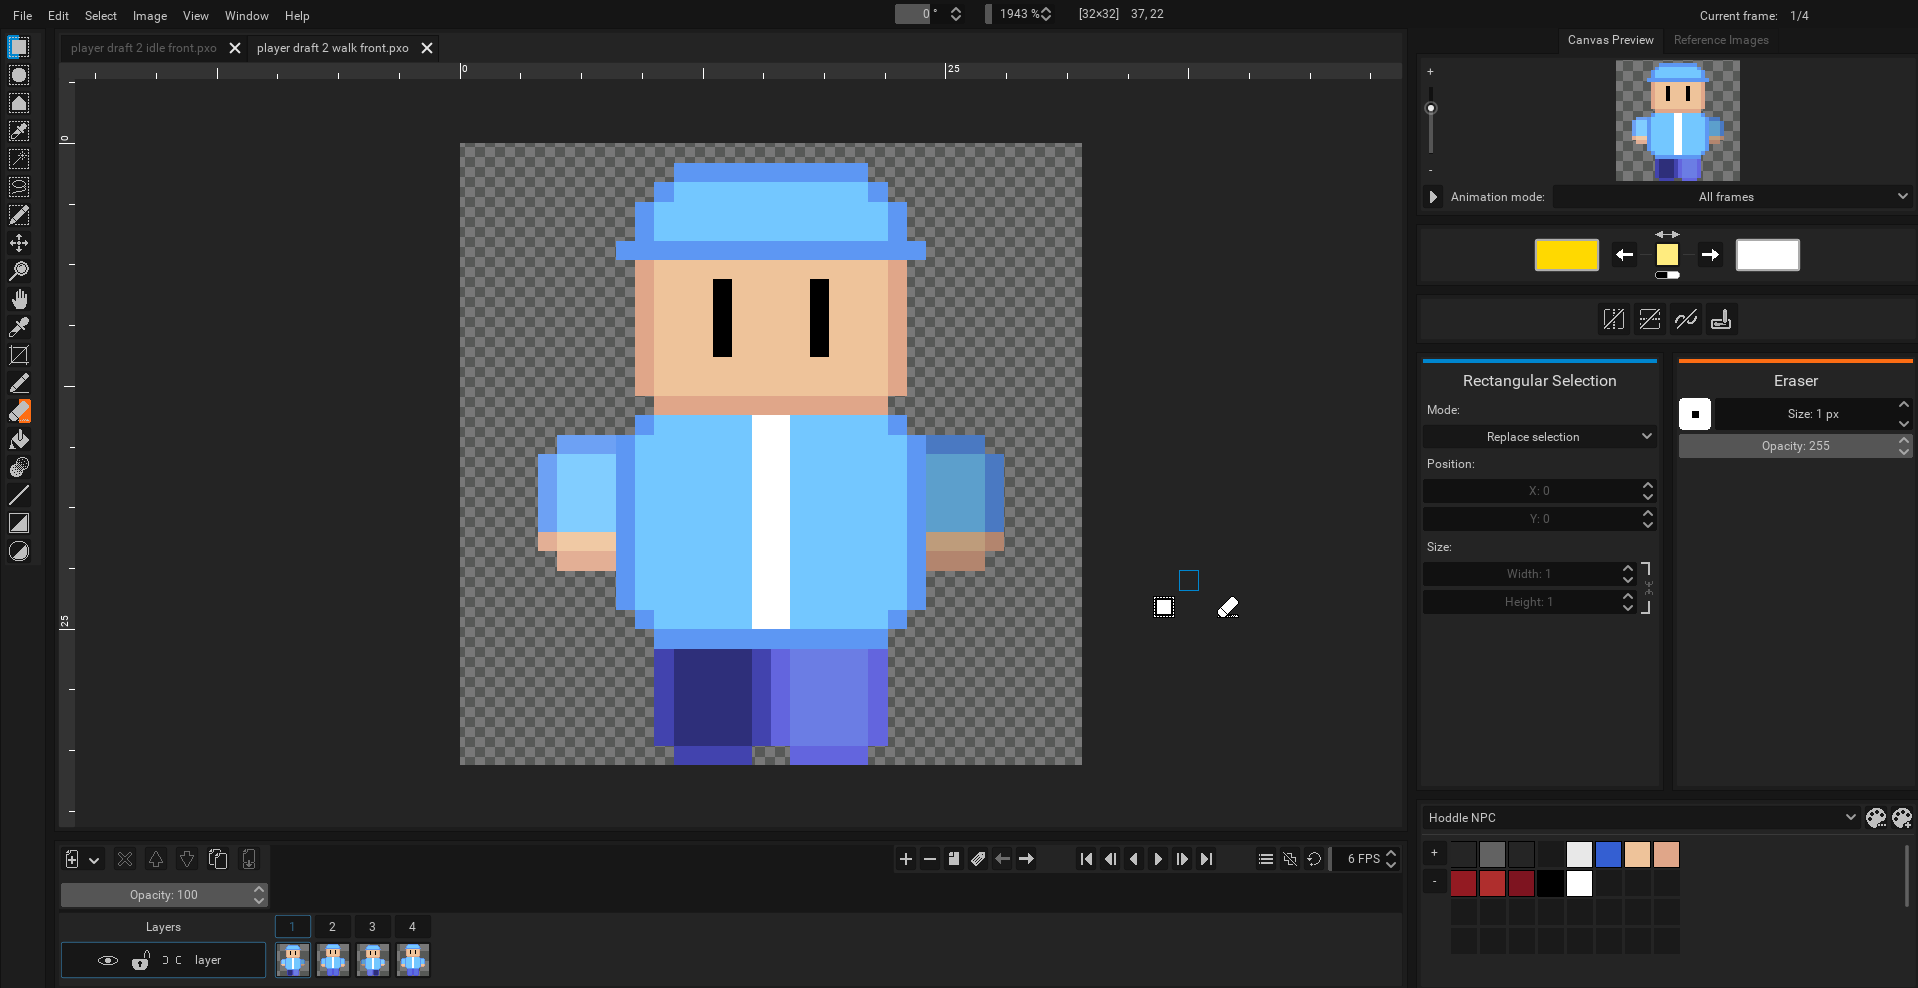 File Edit Select Image View Window Help
0 °
1943 %
[32×32] 37, 22
Current frame: 1/4
player draft 2 idle front.pxo
player draft 2 walk front.pxo
Canvas Preview
Reference Images
0
25
0
25
+
-
Animation mode:
All frames
Rectangular Selection
Mode:
Replace selection
Position:
X: 0
Y: 0
Size:
Width: 1
Height: 1
Eraser
Size: 1 px
Opacity: 255
Hoddle NPC
+
-
6 FPS
Opacity: 100
Layers
1 2 3 4
layer